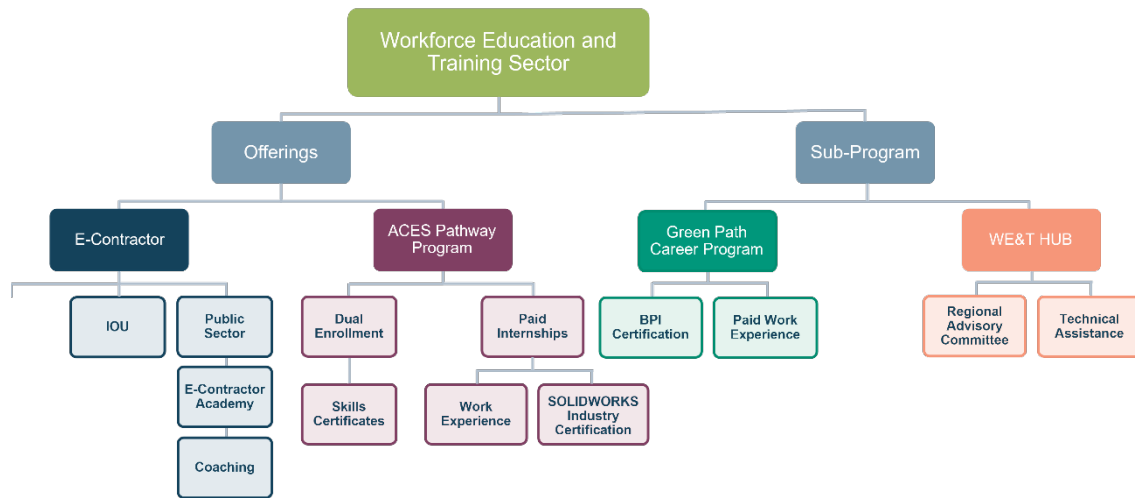 Workforce Education and
Training Sector
Offerings
Sub-Program
E-Contractor
ACES Pathway
Program
Green Path
Career Program
WE&T HUB
IOU
Public
Sector
Dual
Enrollment
Paid
Internships
BPI
Certification
Paid Work
Experience
Regional
Advisory
Committee
Technical
Assistance
E-Contractor
Academy
Skills
Certificates
Work
Experience
SOLIDWORKS
Industry
Certification
Coaching